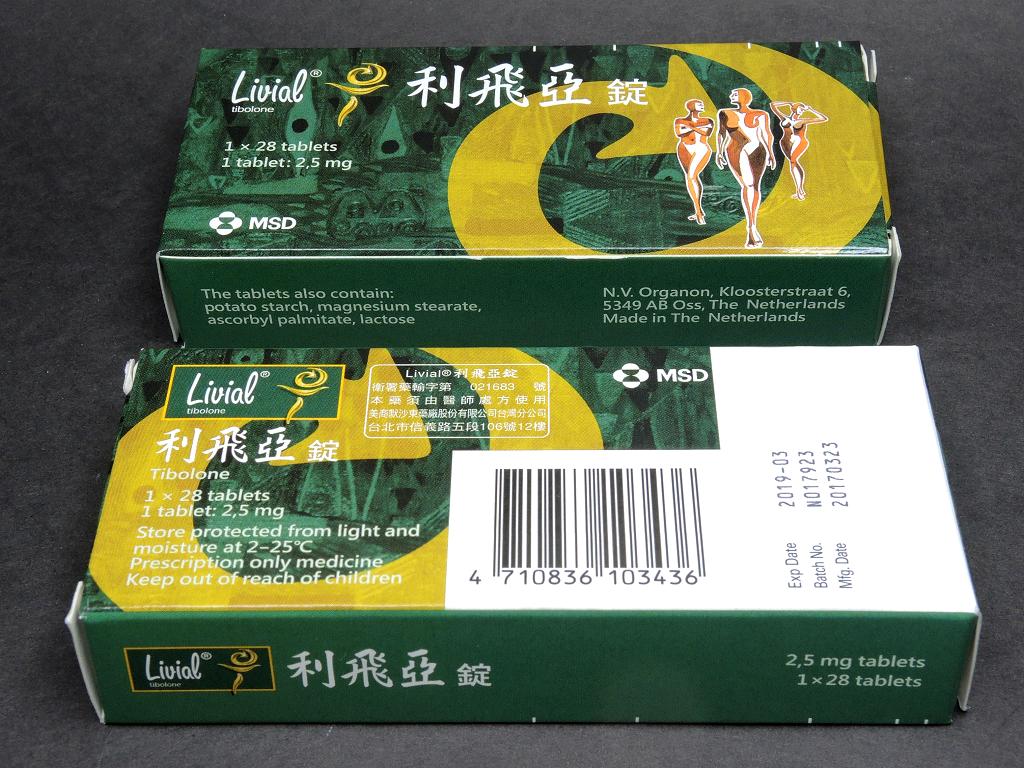 Livial® 利飛亞 錠
tibolone
1 × 28 tablets
1 tablet: 2,5 mg
MSD
The tablets also contain:
potato starch, magnesium stearate,
ascorbyl palmitate, lactose
N.V. Organon, Kloosterstraat 6,
5349 AB Oss, The Netherlands
Made in The Netherlands
Livial®
tibolone
利飛亞 錠
Tibolone
1 × 28 tablets
1 tablet: 2,5 mg
Store protected from light and
moisture at 2-25℃
Prescription only medicine
Keep out of reach of children
Livial®利飛亞錠
衛署藥輸字第 021683 號
本藥須由醫師處方使用
美商默沙東藥廠股份有限公司台灣分公司
台北市信義路五段106號12樓
MSD
4 710836 103436
Exp Date 2019-03
Batch No. N017923
Mfg. Date 20170323
Livial® 利飛亞 錠
tibolone
2,5 mg tablets
1×28 tablets